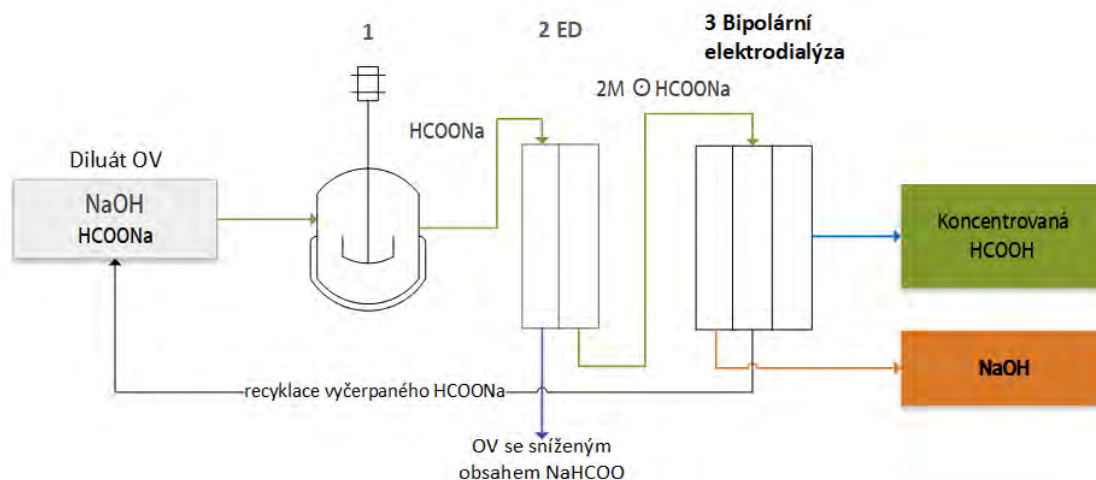 1
2 ED
3 Bipolární
elektrodialýza
2M ⊙ HCOONa
HCOONa
Diluát OV
NaOH
HCOONa
Koncentrovaná
HCOOH
NaOH
recyklace vyčerpaného HCOONa
OV se sníženým
obsahem NaHCOO